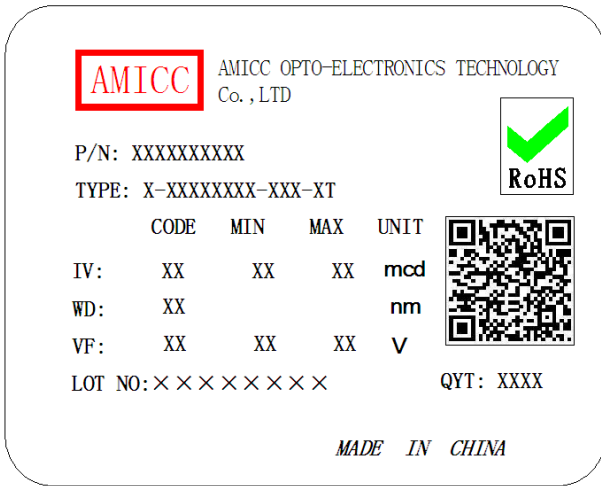 AMICC
AMICC OPTO-ELECTRONICS TECHNOLOGY
Co.,LTD
RoHS
P/N: XXXXXXXXXX
TYPE: X-XXXXXXXX-XXX-XT
CODE MIN MAX UNIT
IV: XX XX XX mcd
WD: XX nm
VF: XX XX XX V
LOT NO:×××××××× QYT: XXXX
MADE IN CHINA